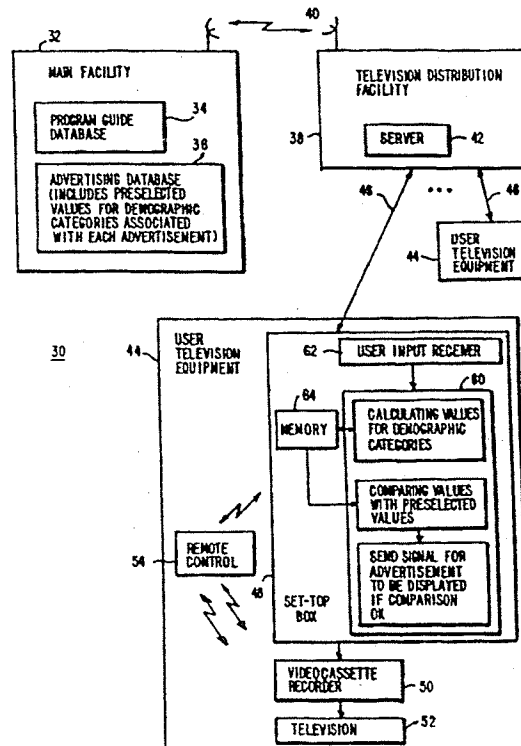 40
32
MAIN FACILITY
PROGRAM GUIDE
DATABASE
34
36
ADVERTISING DATABASE
(INCLUDES PRESELECTED
VALUES FOR DEMOGRAPHIC
CATEGORIES ASSOCIATED
WITH EACH ADVERTISEMENT)
TELEVISION DISTRIBUTION
FACILITY
38
SERVER
42
46
...
46
USER
TELEVISION
EQUIPMENT
44
30
44
USER
TELEVISION
EQUIPMENT
62
USER INPUT RECEIVER
60
64
MEMORY
CALCULATING VALUES
FOR DEMOGRAPHIC
CATEGORIES
COMPARING VALUES
WITH PRESELECTED
VALUES
SEND SIGNAL FOR
ADVERTISEMENT
TO BE DISPLAYED
IF COMPARISON
OK
REMOTE
CONTROL
54
48
SET-TOP
BOX
VIDEOCASSETTE
RECORDER
50
TELEVISION
52